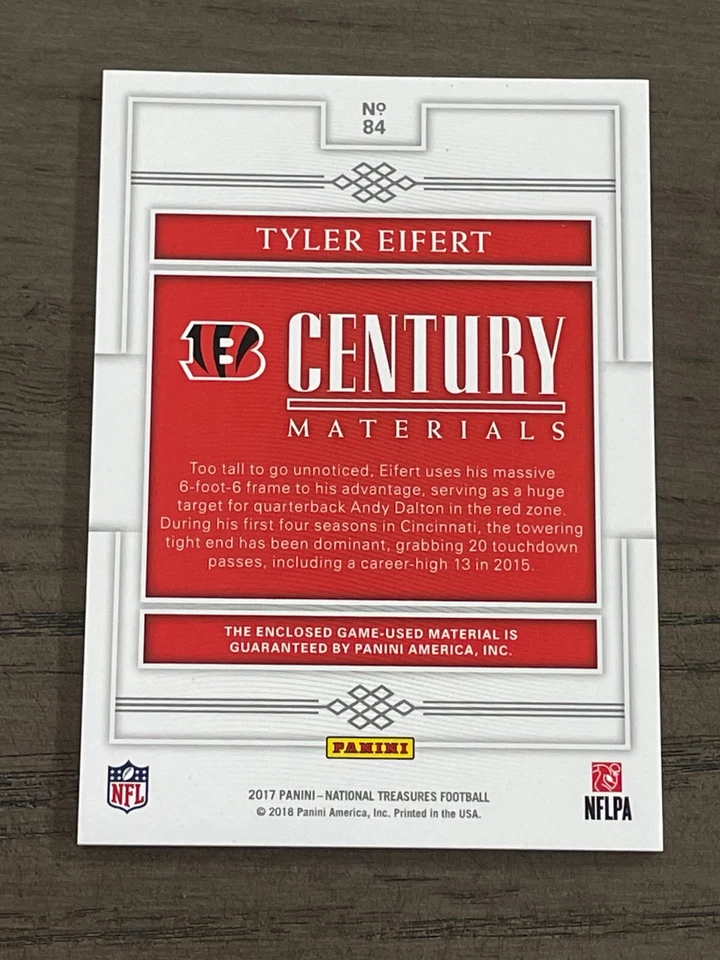 Nº
84
TYLER EIFERT
B
CENTURY
MATERIALS
Too tall to go unnoticed, Eifert uses his massive
6-foot-6 frame to his advantage, serving as a huge
target for quarterback Andy Dalton in the red zone.
During his first four seasons in Cincinnati, the towering
tight end has been dominant, grabbing 20 touchdown
passes, including a career-high 13 in 2015.
THE ENCLOSED GAME-USED MATERIAL IS
GUARANTEED BY PANINI AMERICA, INC.
PANINI
NFL
2017 PANINI – NATIONAL TREASURES FOOTBALL
© 2018 Panini America, Inc. Printed in the USA.
NFLPA